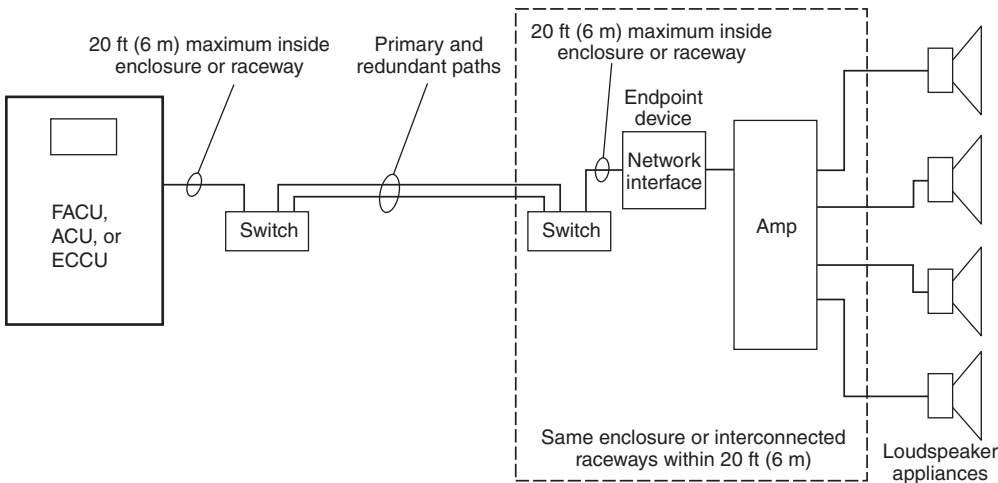 20 ft (6 m) maximum inside
enclosure or raceway
Primary and
redundant paths
20 ft (6 m) maximum inside
enclosure or raceway
Endpoint
device
Network
interface
FACU,
ACU, or
ECCU
Switch
Switch
Amp
Same enclosure or interconnected
raceways within 20 ft (6 m)
Loudspeaker
appliances